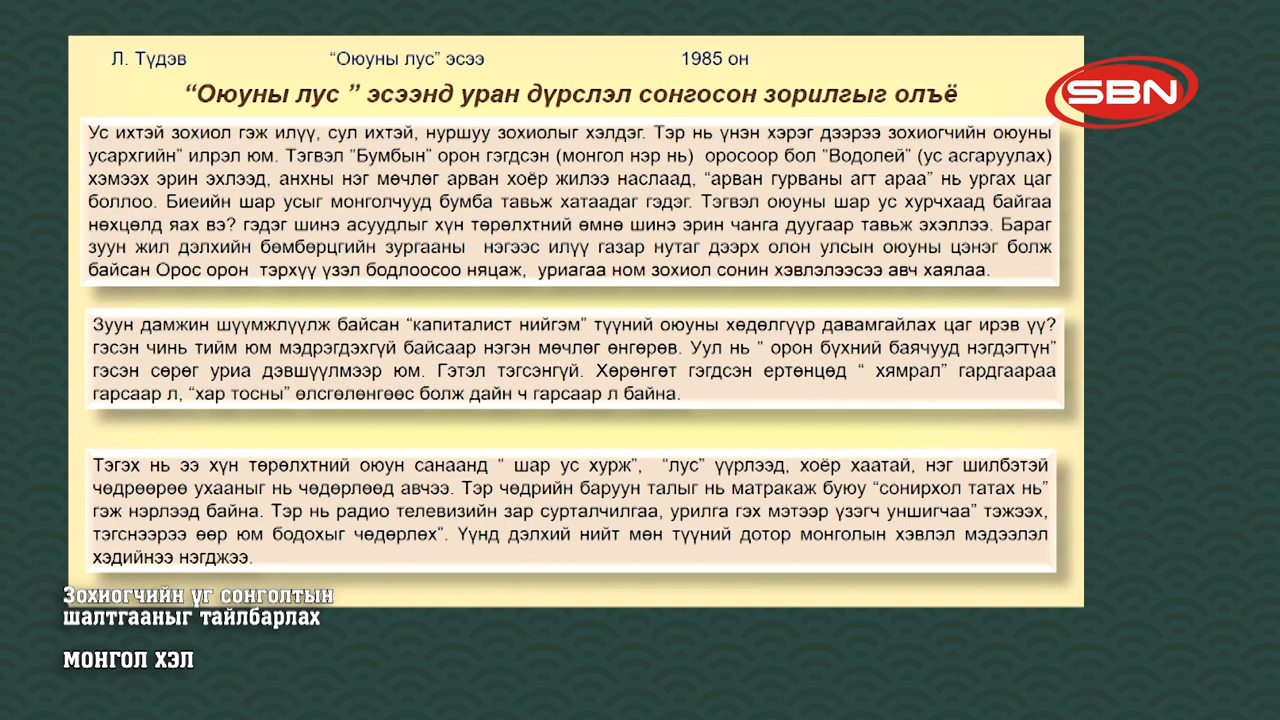 Л. Түдэв “Оюуны лус” эсээ 1985 он
SBN
“Оюуны лус ” эсээнд уран дүрслэл сонгосон зорилгыг олъё
Ус ихтэй зохиол гэж илүү, сул ихтэй, нуршуу зохиолыг хэлдэг. Тэр нь үнэн хэрэг дээрээ зохиогчийн оюуны
усархгийн” илрэл юм. Тэгвэл “Бумбын” орон гэгдсэн (монгол нэр нь) оросоор бол “Водолей” (ус асгаруулах)
хэмээх эрин эхлээд, анхны нэг мөчлөг арван хоёр жилээ наслаад, “арван гурваны агт араа” нь ургах цаг
боллоо. Биеийн шар усыг монголчууд бумба тавьж хатаадаг гэдэг. Тэгвэл оюуны шар ус хурчхаад байгаа
нөхцөлд яах вэ? гэдэг шинэ асуудлыг хүн төрөлхтний өмнө шинэ эрин чанга дуугаар тавьж эхэллээ. Бараг
зуун жил дэлхийн бөмбөрцгийн зургааны нэгээс илүү газар нутаг дээрх олон улсын оюуны цэнэг болж
байсан Орос орон тэрхүү үзэл бодлоосоо няцаж, уриагаа ном зохиол сонин хэвлэлээсээ авч хаялаа.
Зуун дамжин шүүмжлүүлж байсан “капиталист нийгэм” түүний оюуны хөдөлгүүр давамгайлах цаг ирэв үү?
гэсэн чинь тийм юм мэдрэгдэхгүй байсаар нэгэн мөчлөг өнгөрөв. Уул нь “ орон бүхний баячууд нэгдэгтүн”
гэсэн сөрөг уриа дэвшүүлмээр юм. Гэтэл тэгсэнгүй. Хөрөнгөт гэгдсэн ертөнцөд “ хямрал” гардгаараа
гарсаар л, “хар тосны” өлсгөлөнгөөс болж дайн ч гарсаар л байна.
Тэгэх нь ээ хүн төрөлхтний оюун санаанд “ шар ус хурж”, “лус” үүрлээд, хоёр хаатай, нэг шилбэтэй
чөдрөөрөө ухааныг нь чөдөрлөөд авчээ. Тэр чөдрийн баруун талыг нь матракаж буюу “сонирхол татах нь”
гэж нэрлээд байна. Тэр нь радио телевизийн зар сурталчилгаа, урилга гэх мэтээр үзэгч уншигчаа” тэжээх,
тэгснээрээ өөр юм бодохыг чөдөрлөх”. Үүнд дэлхий нийт мөн түүний дотор монголын хэвлэл мэдээлэл
хэдийнээ нэгджээ.
Зохиогчийн үг сонголтын
шалтгааныг тайлбарлах
МОНГОЛ ХЭЛ